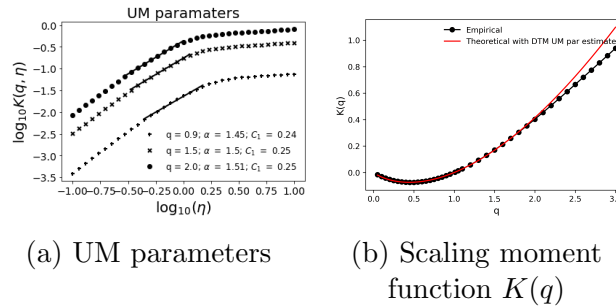 UM paramaters
log₁₀K(q, η)
0.0
-0.5
-1.0
-1.5
-2.0
-2.5
-3.0
-3.5
q = 0.9; α = 1.45; C₁ = 0.24
q = 1.5; α = 1.5; C₁ = 0.25
q = 2.0; α = 1.51; C₁ = 0.25
-1.00 -0.75 -0.50 -0.25 0.00 0.25 0.50 0.75 1.00
log₁₀(η)
(a) UM parameters
Empirical
Theoretical with DTM UM par estimate
K(q)
1.0
0.8
0.6
0.4
0.2
0.0
0.0 0.5 1.0 1.5 2.0 2.5 3.
q
(b) Scaling moment
function K(q)